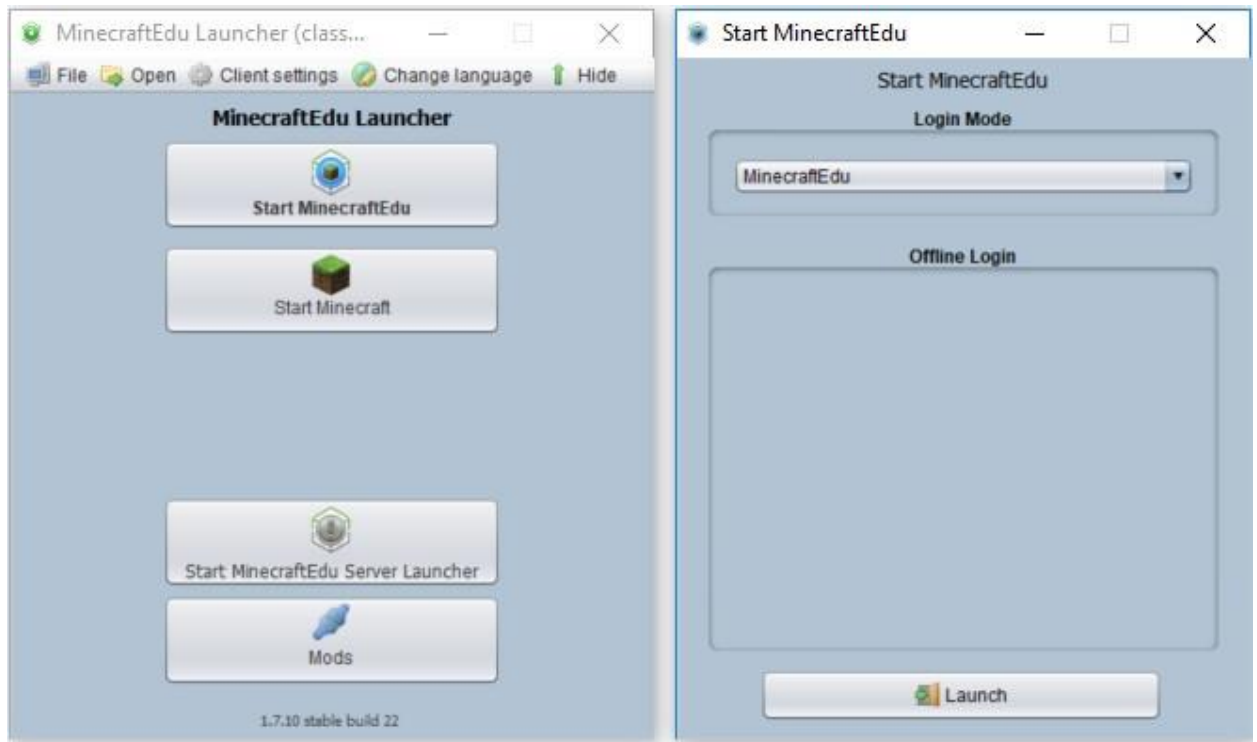 MinecraftEdu Launcher (class...
File Open Client settings Change language Hide
MinecraftEdu Launcher
Start MinecraftEdu
Start Minecraft
Start MinecraftEdu Server Launcher
Mods
1.7.10 stable build 22
Start MinecraftEdu
Start MinecraftEdu
Login Mode
MinecraftEdu
Offline Login
Launch